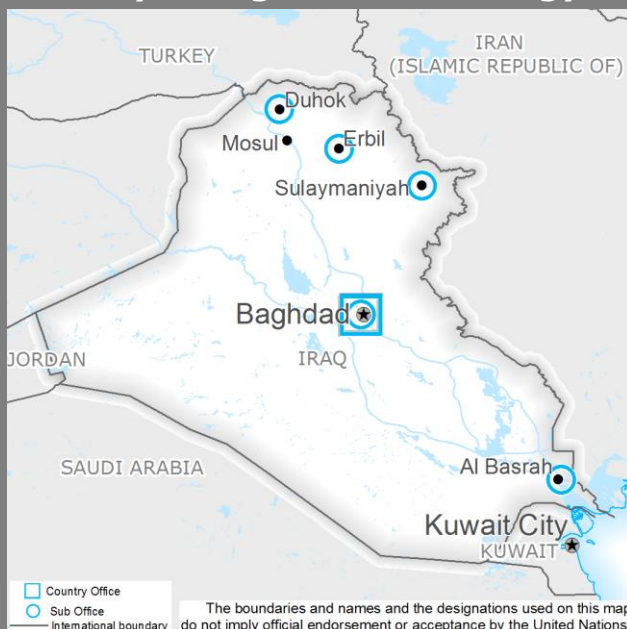 TURKEY
IRAN
(ISLAMIC REPUBLIC OF)
Duhok
Mosul
Erbil
Sulaymaniyah
Baghdad
IRAQ
JORDAN
SAUDI ARABIA
Al Basrah
Kuwait City
KUWAIT
Country Office
Sub Office
International boundary
The boundaries and names and the designations used on this map
do not imply official endorsement or acceptance by the United Nations.